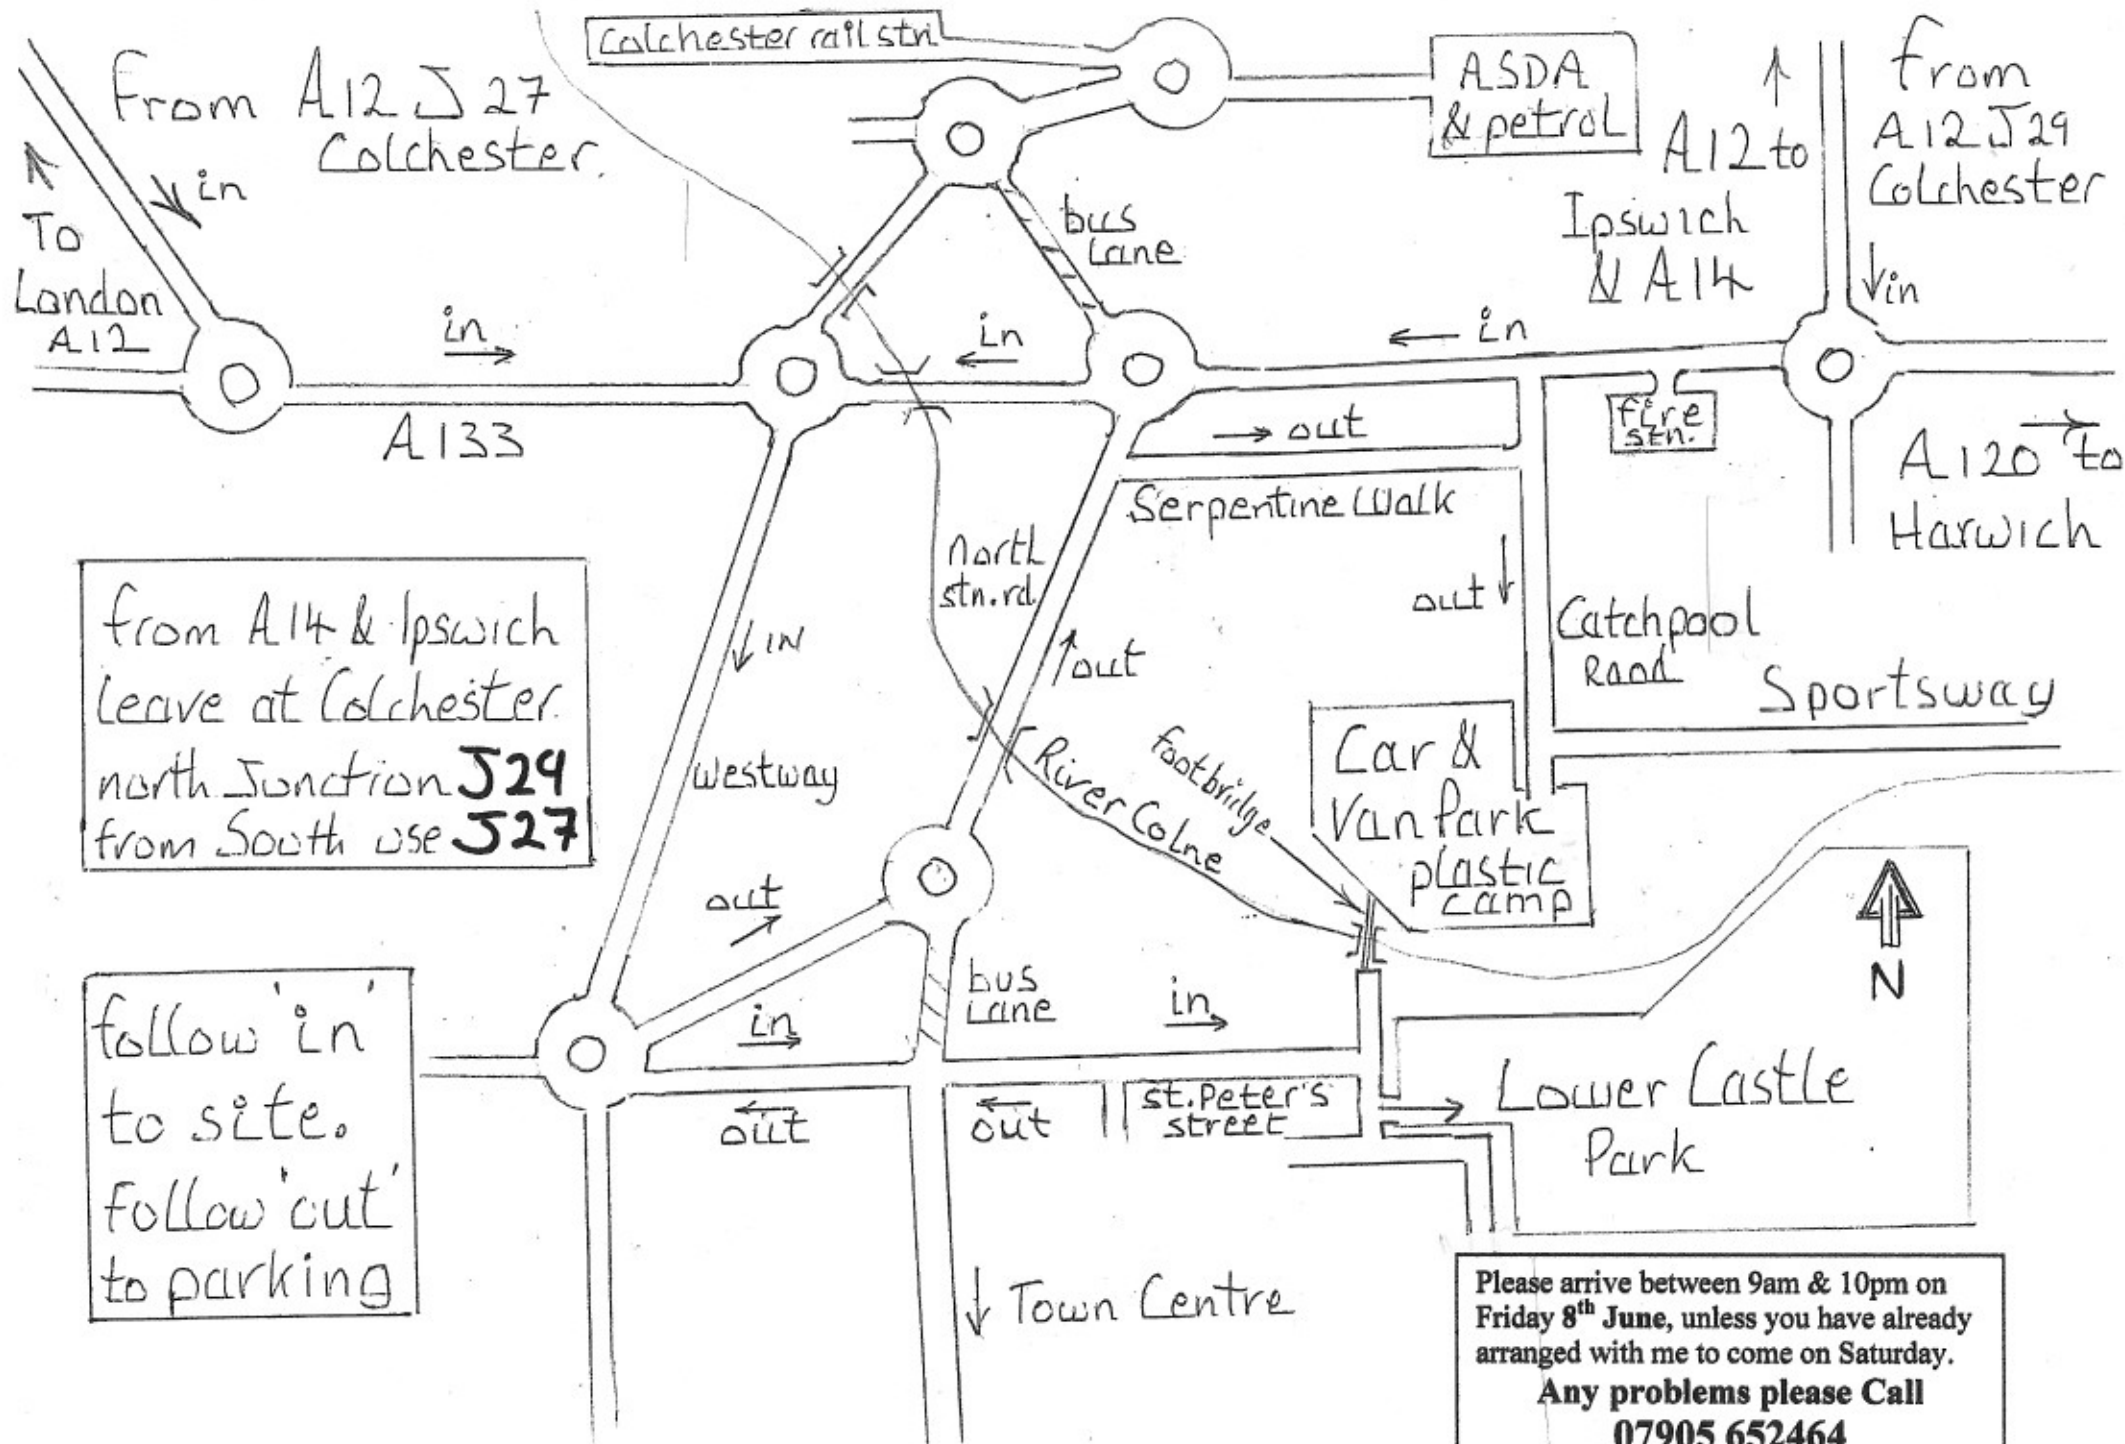 Colchester rail stn.
From A12 J27
Colchester.
in
To
London
A12
ASDA
& petrol
A12 to
Ipswich
& A14
From
A12 J29
Colchester
in
bus
lane
in
in
in
A133
out
fire
stn.
A120 to
Harwich
Serpentine Walk
North
stn. rd.
out
Catchpool
Road
Sportsway
from A14 & Ipswich
leave at Colchester
north Junction J29
from South use J27
IN
out
Westway
River Colne
footbridge
Car &
Van Park
plastic
camp
out
bus
lane
in
in
N
follow 'in'
to site.
follow 'out'
to parking
out
out
st. Peter's
street
Lower Castle
Park
Town Centre
Please arrive between 9am & 10pm on
Friday 8th June, unless you have already
arranged with me to come on Saturday.
Any problems please Call
07905 652464